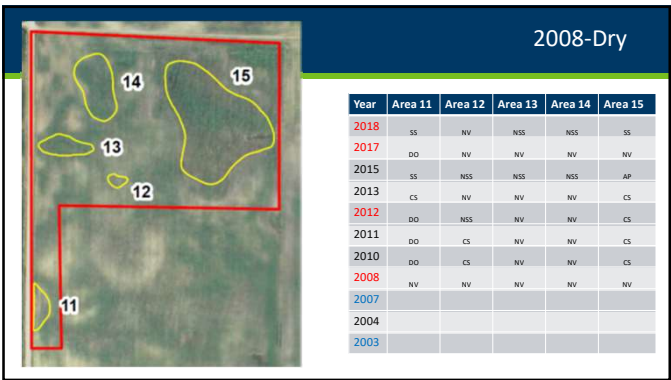 2008-Dry
14
15
13
12
11
Year Area 11 Area 12 Area 13 Area 14 Area 15
2018 SS NV NSS NSS SS
2017 DO NV NV NV NV
2015 SS NSS NSS NSS AP
2013 CS NV NV NV CS
2012 DO NSS NV NV CS
2011 DO CS NV NV CS
2010 DO CS NV NV CS
2008 NV NV NV NV NV
2007
2004
2003